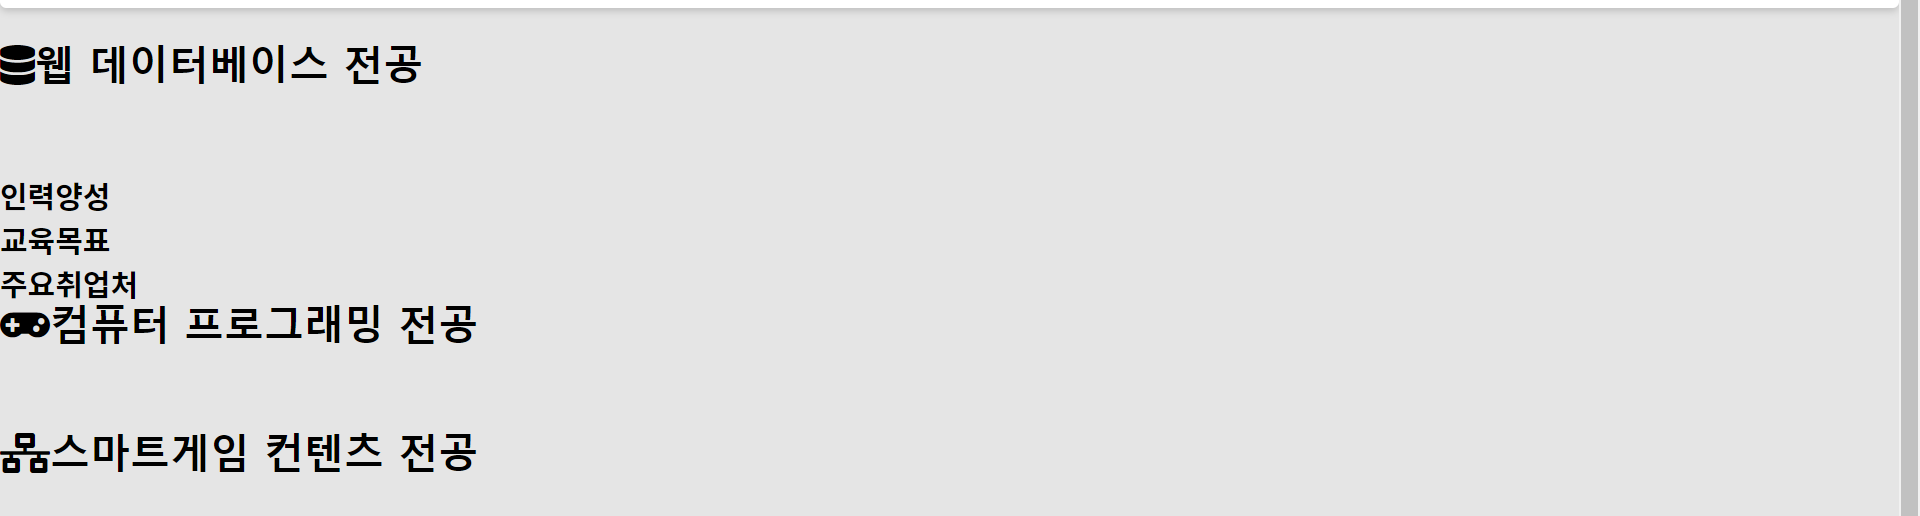 웹 데이터베이스 전공
인력양성
교육목표
주요취업처
컴퓨터 프로그래밍 전공
스마트게임 컨텐츠 전공